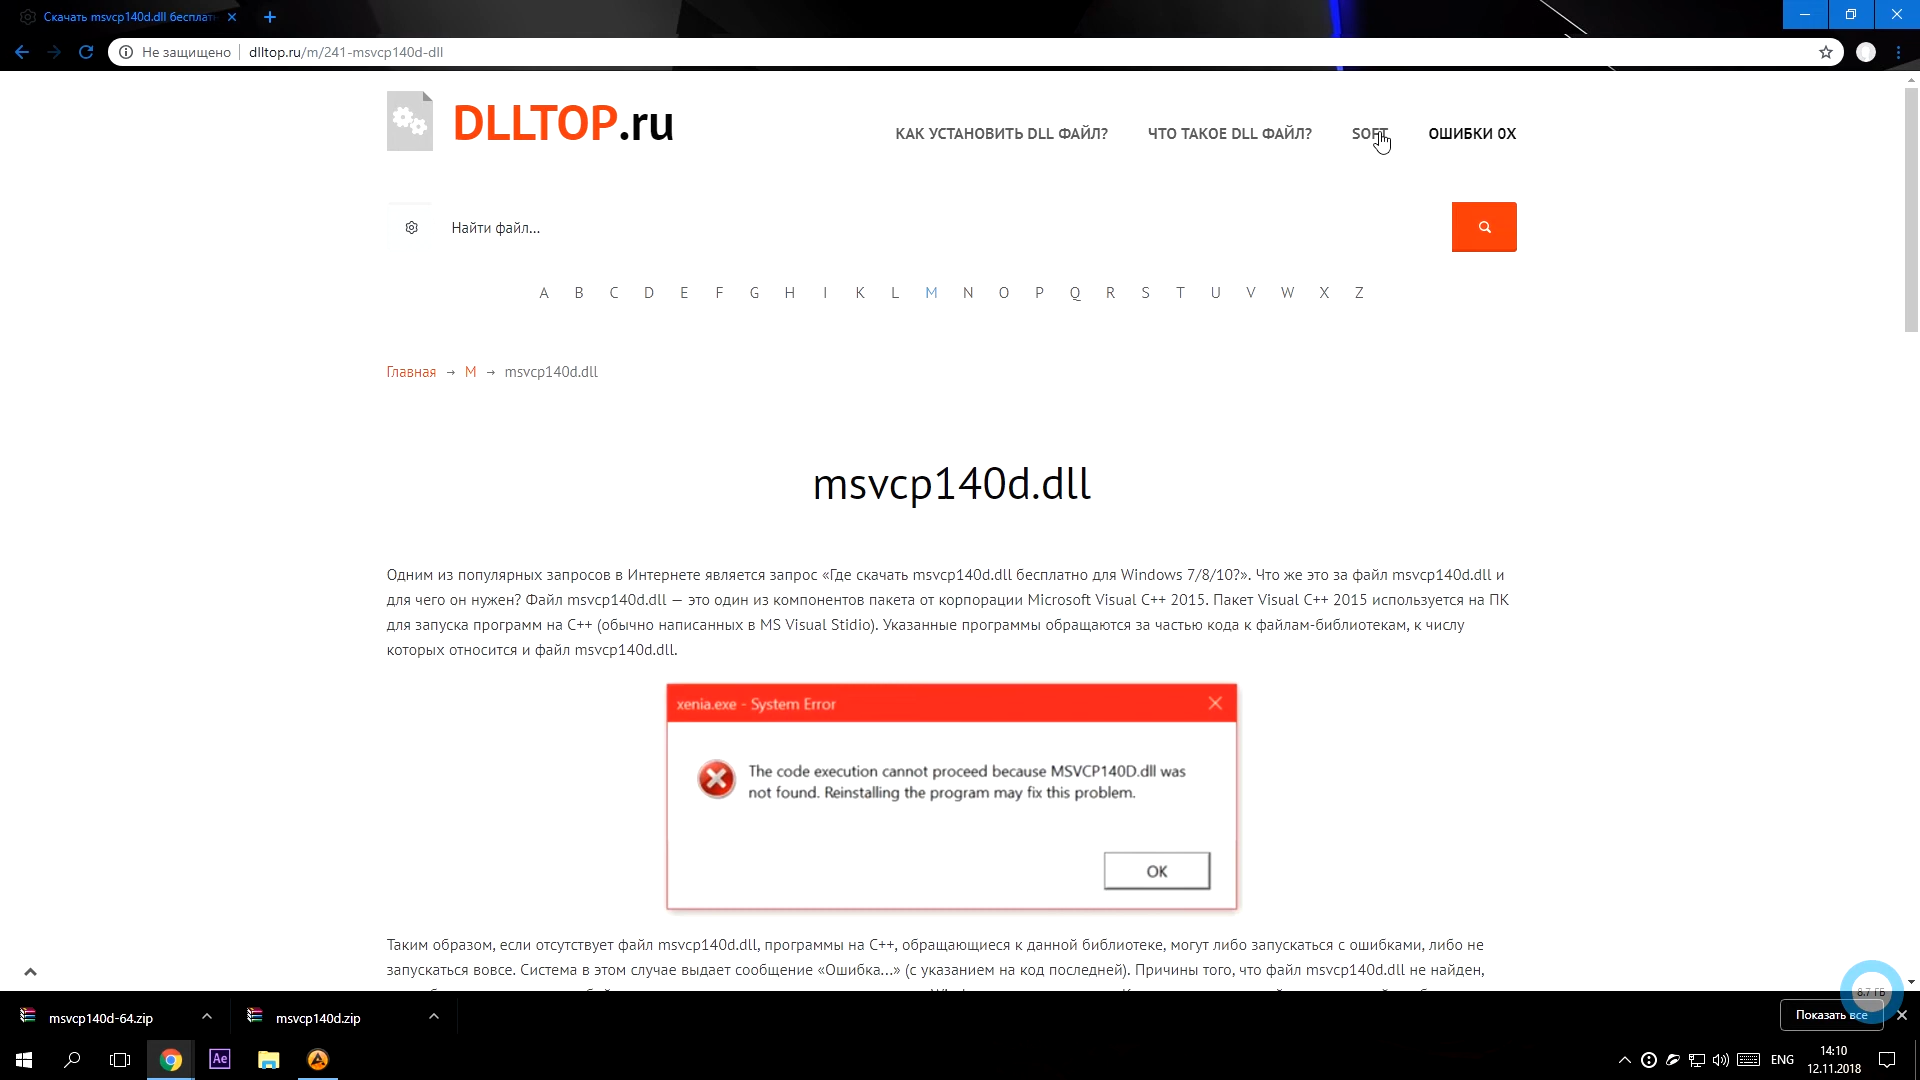 Скачать msvcp140d.dll бесплат
Не защищено
dlltop.ru/m/241-msvcp140d-dll
DLLTOP.ru
КАК УСТАНОВИТЬ DLL ФАЙЛ?
ЧТО ТАКОЕ DLL ФАЙЛ?
SOFT
ОШИБКИ 0X
Найти файл...
A B C D E F G H I K L M N O P Q R S T U V W X Z
Главная → M → msvcp140d.dll
msvcp140d.dll
Одним из популярных запросов в Интернете является запрос «Где скачать msvcp140d.dll бесплатно для Windows 7/8/10?». Что же это за файл msvcp140d.dll и
для чего он нужен? Файл msvcp140d.dll — это один из компонентов пакета от корпорации Microsoft Visual C++ 2015. Пакет Visual C++ 2015 используется на ПК
для запуска программ на C++ (обычно написанных в MS Visual Stidio). Указанные программы обращаются за частью кода к файлам-библиотекам, к числу
которых относится и файл msvcp140d.dll.
xenia.exe - System Error
The code execution cannot proceed because MSVCP140D.dll was
not found. Reinstalling the program may fix this problem.
OK
Таким образом, если отсутствует файл msvcp140d.dll, программы на C++, обращающиеся к данной библиотеке, могут либо запускаться с ошибками, либо не
запускаться вовсе. Система в этом случае выдает сообщение «Ошибка...» (с указанием на код последней). Причины того, что файл msvcp140d.dll не найден,
8.7 ГБ
msvcp140d-64.zip
msvcp140d.zip
Показать все
Ae
ENG
14:10
12.11.2018